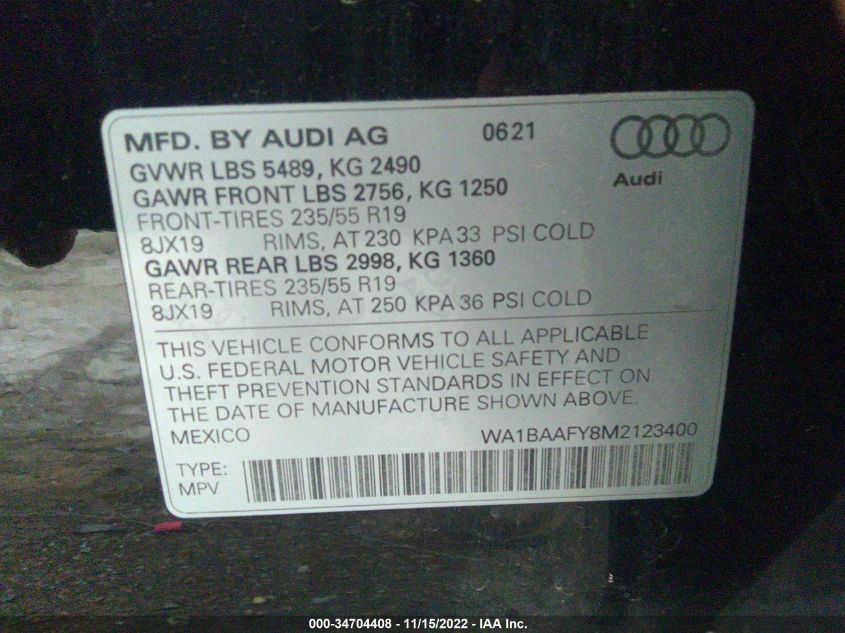 MFD. BY AUDI AG 0621
GVWR LBS 5489, KG 2490
GAWR FRONT LBS 2756, KG 1250
Audi
FRONT-TIRES 235/55 R19
8JX19 RIMS, AT 230 KPA 33 PSI COLD
GAWR REAR LBS 2998, KG 1360
REAR-TIRES 235/55 R19
8JX19 RIMS, AT 250 KPA 36 PSI COLD
THIS VEHICLE CONFORMS TO ALL APPLICABLE
U.S. FEDERAL MOTOR VEHICLE SAFETY AND
THEFT PREVENTION STANDARDS IN EFFECT ON
THE DATE OF MANUFACTURE SHOWN ABOVE.
MEXICO WA1BAAFY8M2123400
TYPE:
MPV
000-34704408 - 11/15/2022 - IAA Inc.